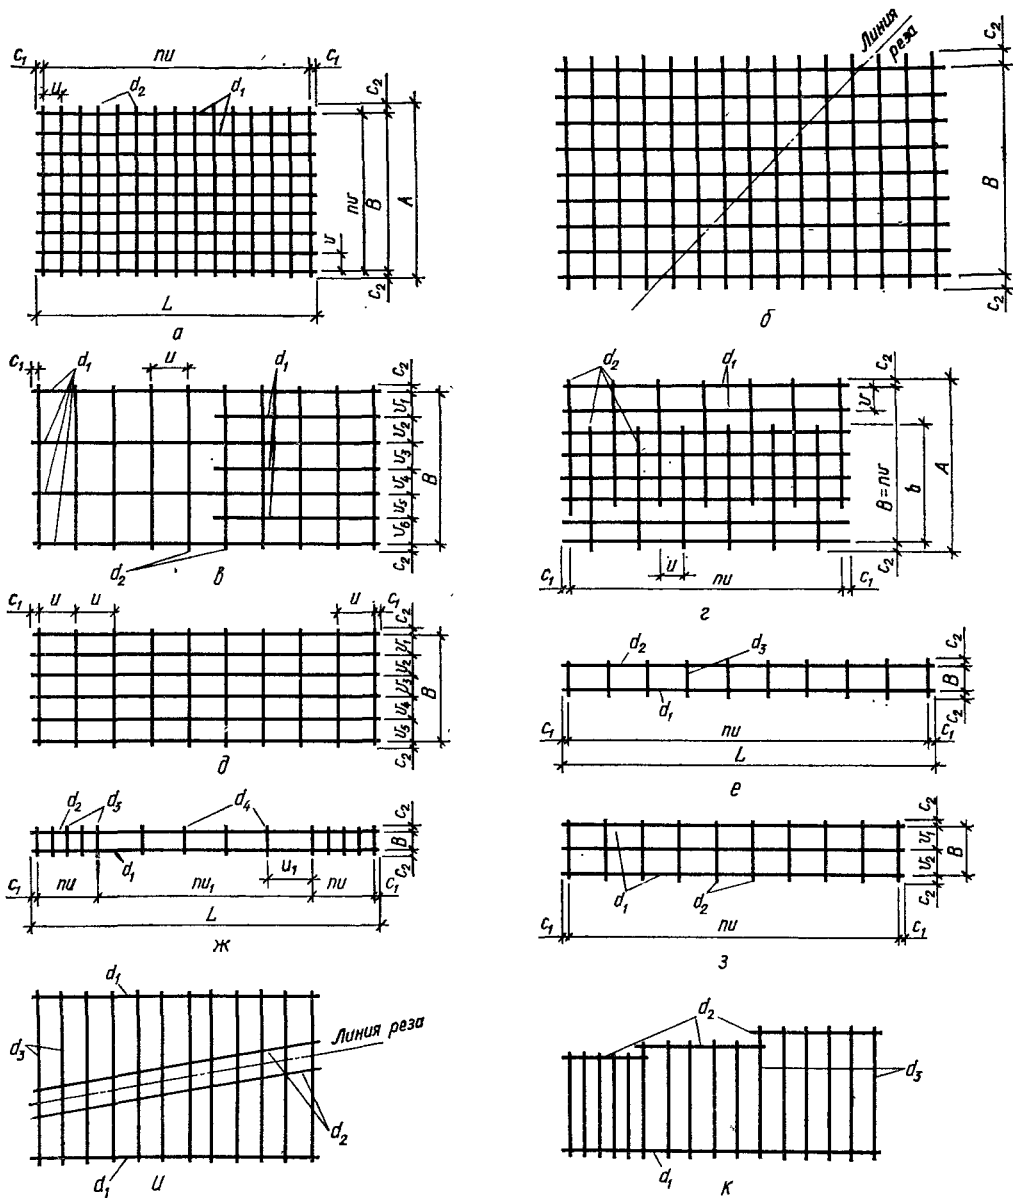 c₁
nu
c₁
u
d₂
d₁
c₂
nv
B
A
v
c₂
L
а
Линия
реза
c₂
B
c₂
б
c₁
d₁
u
d₁
c₂
v₁
v₂
v₃
v₄
v₅
v₆
B
c₂
d₂
в
d₂
d₁
c₂
v
B=nv
b
A
c₂
c₁
u
nu
c₁
г
c₁
u
u
u
c₁
c₂
v₁
v₂
v₃
v₄
v₅
B
c₂
д
d₂
d₃
c₂
B
c₂
d₁
c₁
nu
c₁
L
е
d₂
d₃
d₄
c₂
B
c₂
d₁
u₁
c₁
nu
nu₁
nu
c₁
L
ж
c₂
v₁
v₂
B
c₂
d₁
d₂
c₁
nu
c₁
з
d₁
d₃
Линия реза
d₂
d₁
и
d₂
d₃
d₁
к